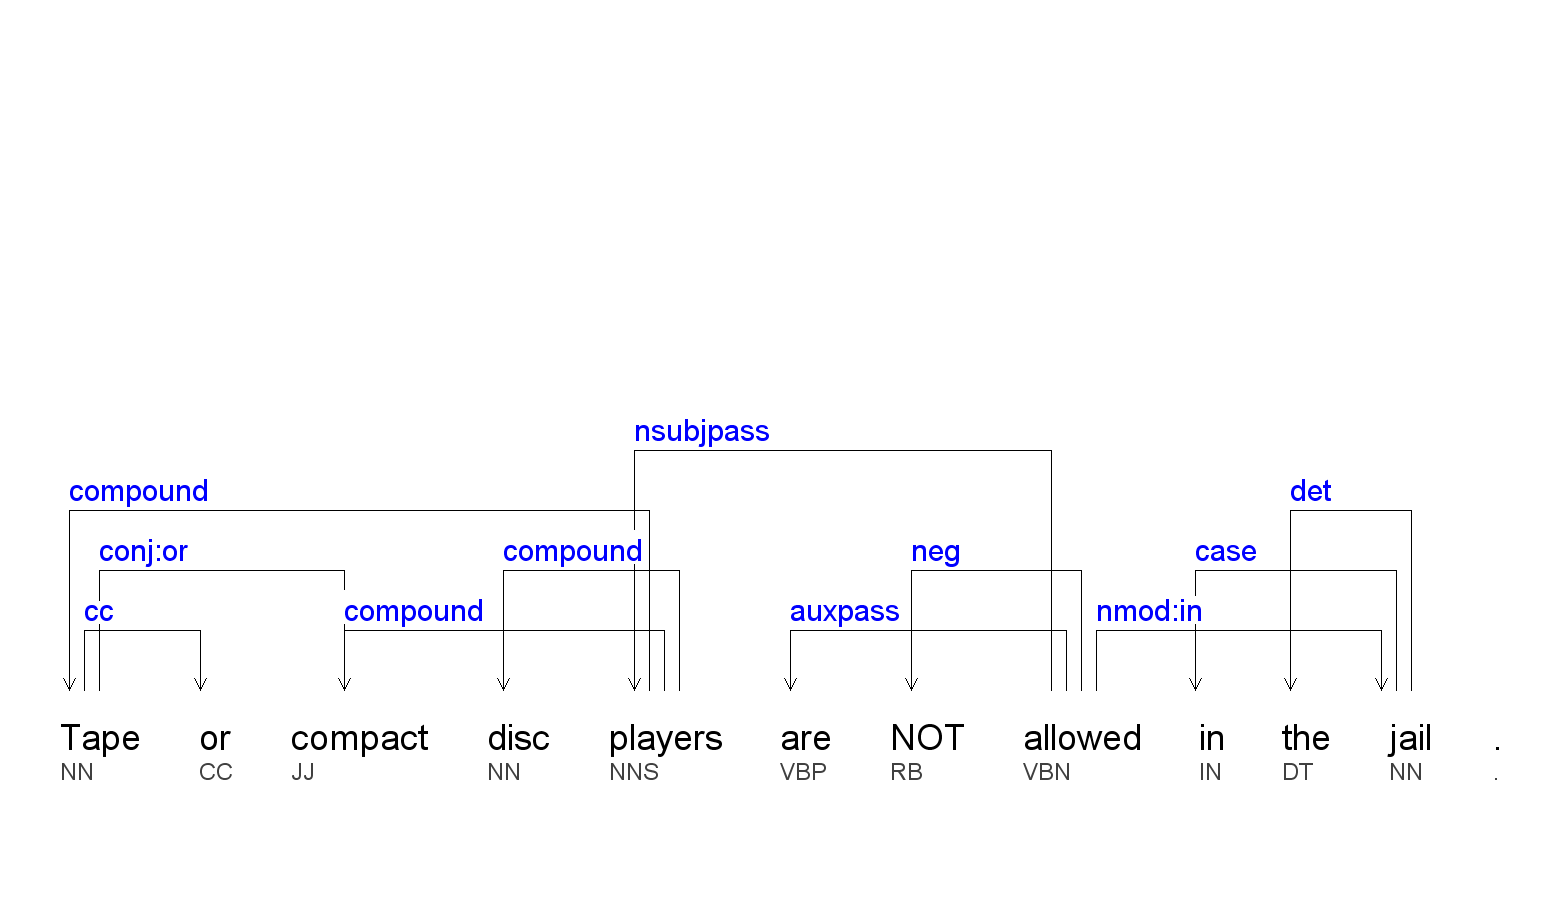 nsubjpass
compound det
conj:or compound neg case
cc compound auxpass nmod:in
Tape or compact disc players are NOT allowed in the jail .
NN CC JJ NN NNS VBP RB VBN IN DT NN .